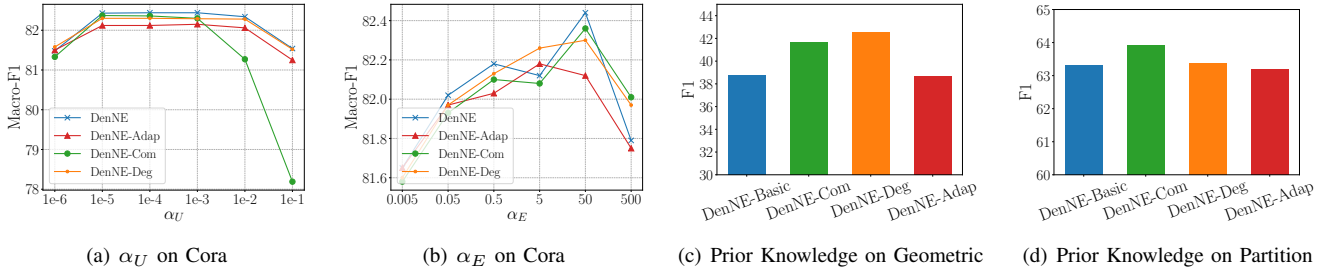 82
81
80
79
78
Macro-F1
DenNE
DenNE-Adap
DenNE-Com
DenNE-Deg
1e-6 1e-5 1e-4 1e-3 1e-2 1e-1
α_U
(a) α_U on Cora
82.4
82.2
82.0
81.8
81.6
Macro-F1
DenNE
DenNE-Adap
DenNE-Com
DenNE-Deg
0.005 0.05 0.5 5 50 500
α_E
(b) α_E on Cora
44
42
40
38
36
34
32
30
F1
DenNE-Basic DenNE-Com DenNE-Deg DenNE-Adap
(c) Prior Knowledge on Geometric
65
64
63
62
61
60
F1
DenNE-Basic DenNE-Com DenNE-Deg DenNE-Adap
(d) Prior Knowledge on Partition